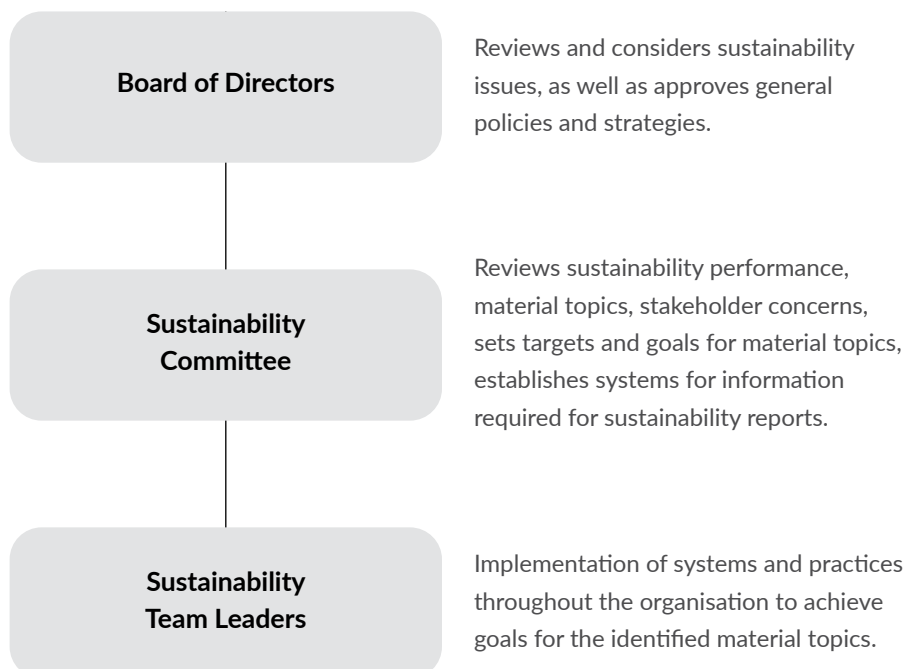 Board of Directors
Reviews and considers sustainability
issues, as well as approves general
policies and strategies.
Sustainability
Committee
Reviews sustainability performance,
material topics, stakeholder concerns,
sets targets and goals for material topics,
establishes systems for information
required for sustainability reports.
Sustainability
Team Leaders
Implementation of systems and practices
throughout the organisation to achieve
goals for the identified material topics.